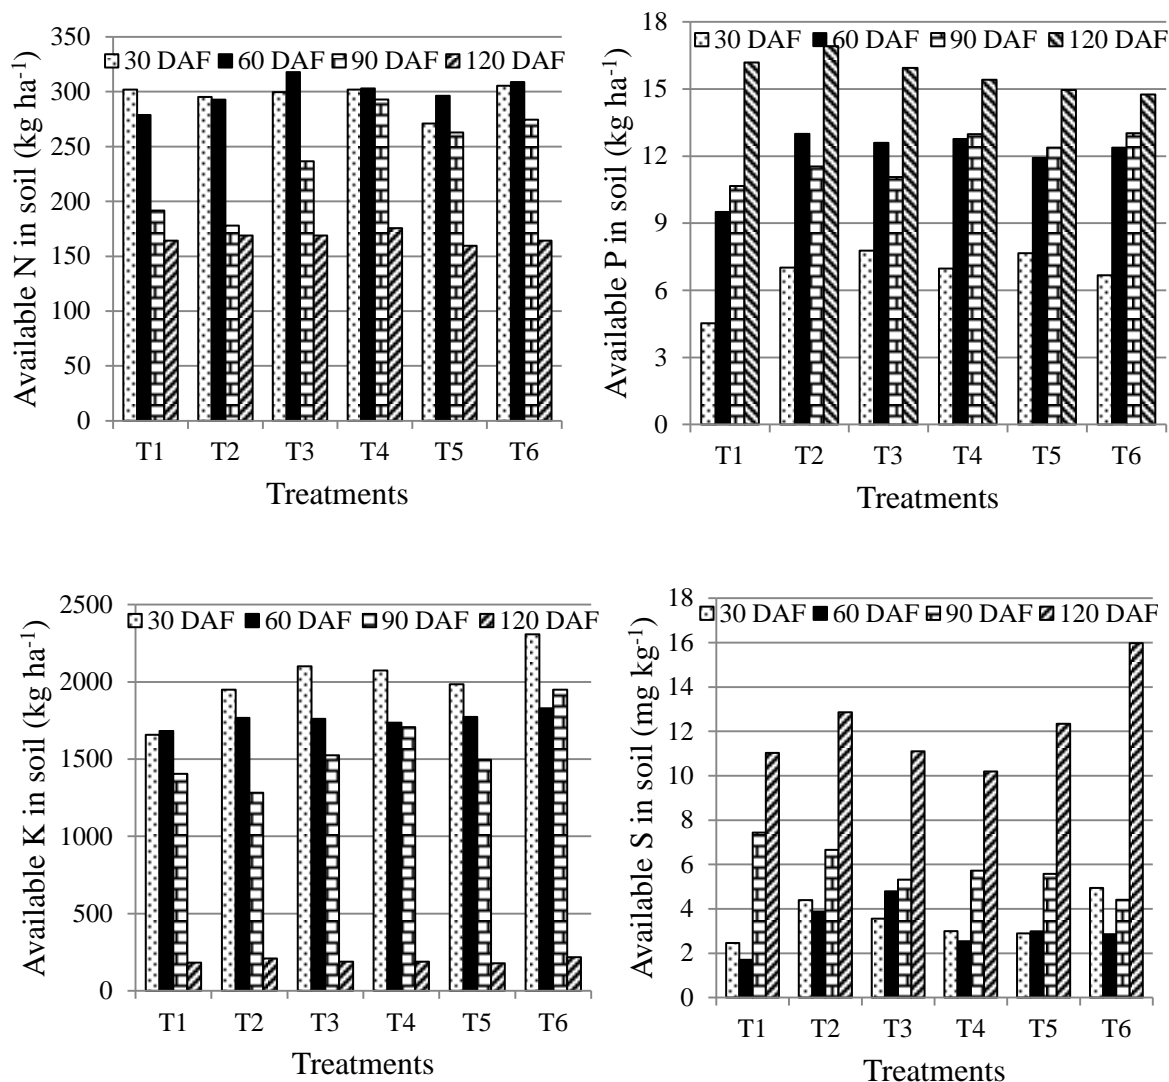 Available N in soil (kg ha-1)
350
300
250
200
150
100
50
0
30 DAF 60 DAF 90 DAF 120 DAF
T1 T2 T3 T4 T5 T6
Treatments
Available P in soil (kg ha-1)
18
15
12
9
6
3
0
30 DAF 60 DAF 90 DAF 120 DAF
T1 T2 T3 T4 T5 T6
Treatments
Available K in soil (kg ha-1)
2500
2000
1500
1000
500
0
30 DAF 60 DAF 90 DAF 120 DAF
T1 T2 T3 T4 T5 T6
Treatments
Available S in soil (mg kg-1)
18
16
14
12
10
8
6
4
2
0
30 DAF 60 DAF 90 DAF 120 DAF
T1 T2 T3 T4 T5 T6
Treatments